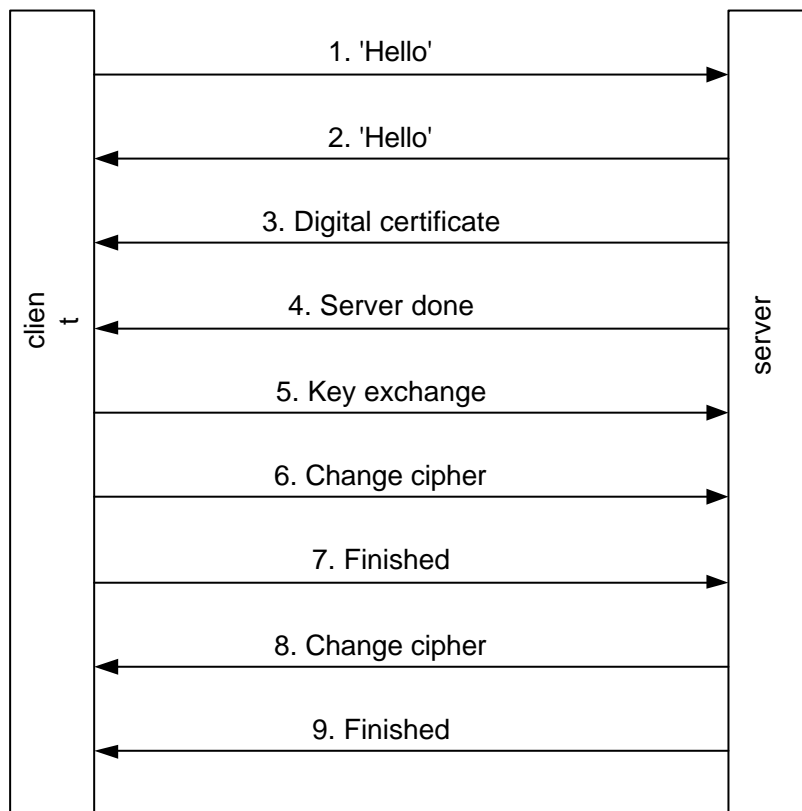 1. 'Hello'
2. 'Hello'
3. Digital certificate
4. Server done
clien
t
server
5. Key exchange
6. Change cipher
7. Finished
8. Change cipher
9. Finished